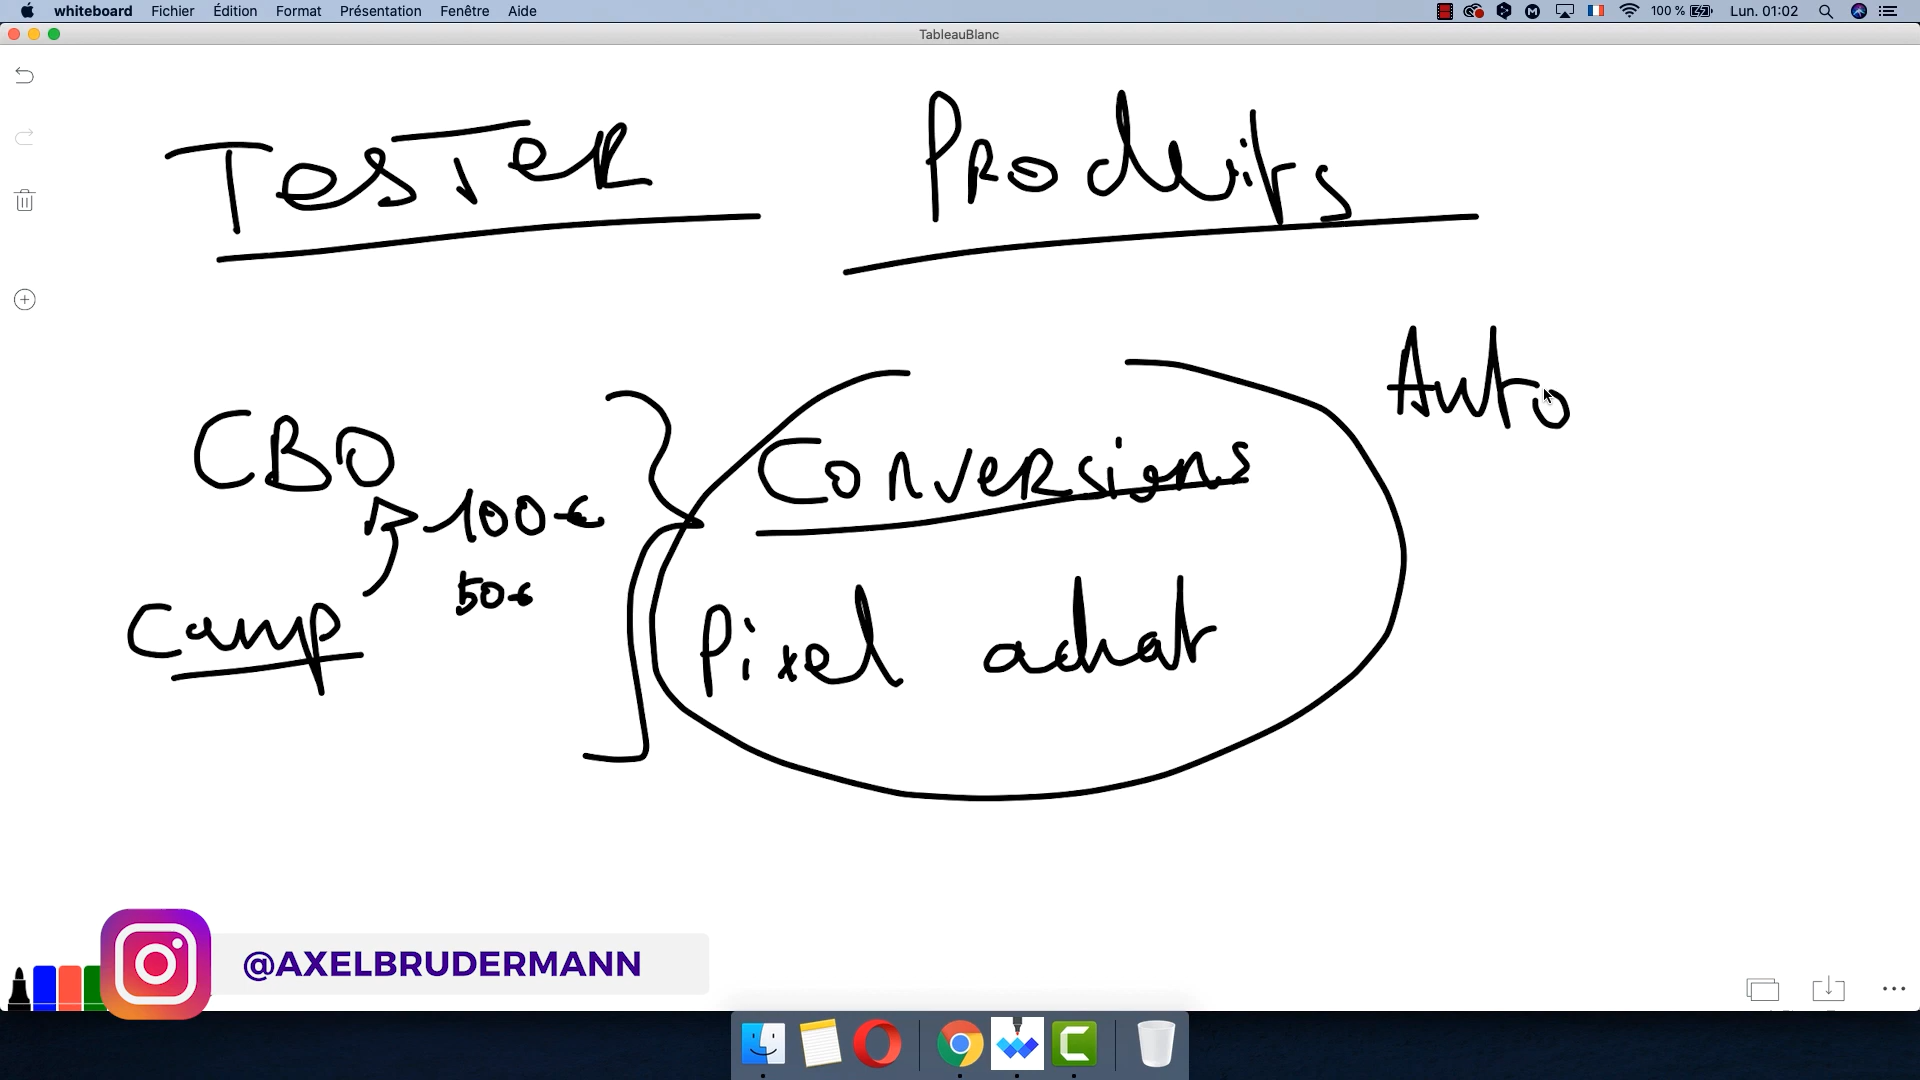 whiteboard Fichier Édition Format Présentation Fenêtre Aide 100 % Lun. 01:02
TableauBlanc
TesTer Produits
Auto
CBO
Conversions
100€
50€
Camp
Pixel achat
@AXELBRUDERMANN